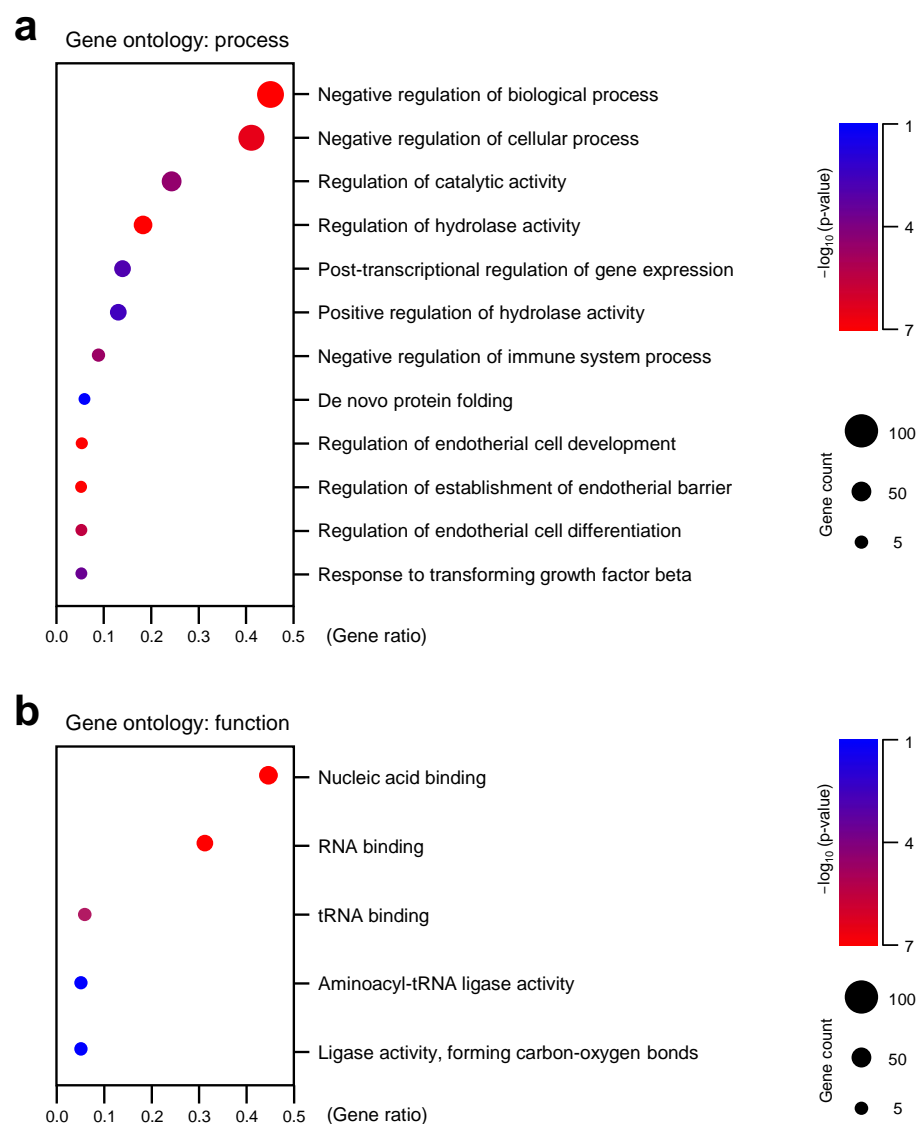 a
Gene ontology: process
Negative regulation of biological process
Negative regulation of cellular process
Regulation of catalytic activity
Regulation of hydrolase activity
Post-transcriptional regulation of gene expression
Positive regulation of hydrolase activity
Negative regulation of immune system process
De novo protein folding
Regulation of endotherial cell development
Regulation of establishment of endotherial barrier
Regulation of endotherial cell differentiation
Response to transforming growth factor beta
0.0 0.1 0.2 0.3 0.4 0.5 (Gene ratio)
−log10 (p-value)
1
4
7
Gene count
100
50
5
b
Gene ontology: function
Nucleic acid binding
RNA binding
tRNA binding
Aminoacyl-tRNA ligase activity
Ligase activity, forming carbon-oxygen bonds
0.0 0.1 0.2 0.3 0.4 0.5 (Gene ratio)
−log10 (p-value)
1
4
7
Gene count
100
50
5